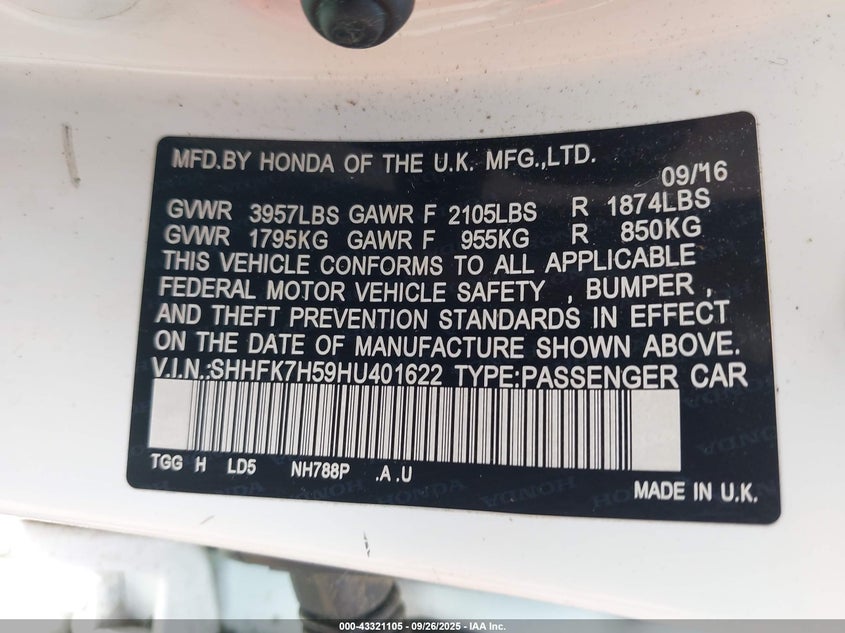 MFD.BY HONDA OF THE U.K. MFG.,LTD. 09/16
GVWR 3957LBS GAWR F 2105LBS R 1874LBS
GVWR 1795KG GAWR F 955KG R 850KG
THIS VEHICLE CONFORMS TO ALL APPLICABLE
FEDERAL MOTOR VEHICLE SAFETY , BUMPER ,
AND THEFT PREVENTION STANDARDS IN EFFECT
ON THE DATE OF MANUFACTURE SHOWN ABOVE.
V.I.N.:SHHFK7H59HU401622 TYPE:PASSENGER CAR
TGG H LD5 NH788P .A .U
MADE IN U.K.
HONDA HONDA HONDA
000-43321105 - 09/26/2025 - IAA Inc.